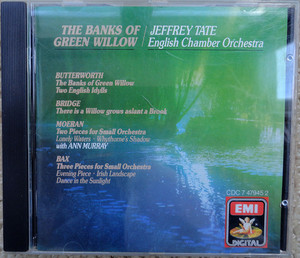 THE BANKS OF
GREEN WILLOW
JEFFREY TATE
English Chamber Orchestra
BUTTERWORTH
The Banks of Green Willow
Two English Idylls
BRIDGE
There is a Willow grows aslant a Brook
MOERAN
Two Pieces for Small Orchestra
Lonely Waters · Whythorne's Shadow
with ANN MURRAY
BAX
Three Pieces for Small Orchestra
Evening Piece · Irish Landscape
Dance in the Sunlight
CDC 7 47945 2
EMI
DIGITAL